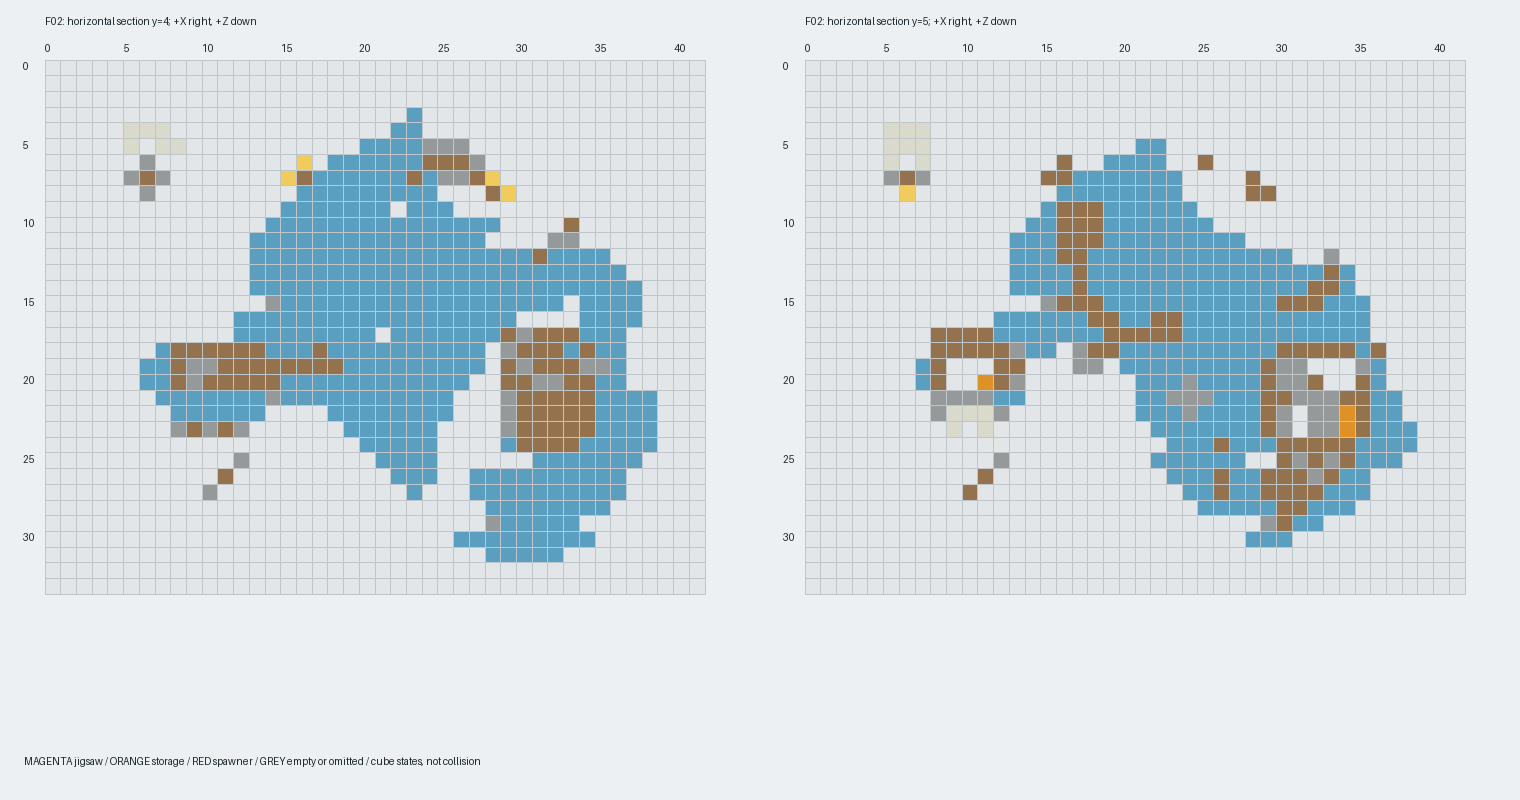 F02: horizontal section y=4; +X right, +Z down
F02: horizontal section y=5; +X right, +Z down
0 5 10 15 20 25 30 35 40
0 5 10 15 20 25 30 35 40
0 0
5 5
10 10
15 15
20 20
25 25
30 30
MAGENTA jigsaw / ORANGE storage / RED spawner / GREY empty or omitted / cube states, not collision